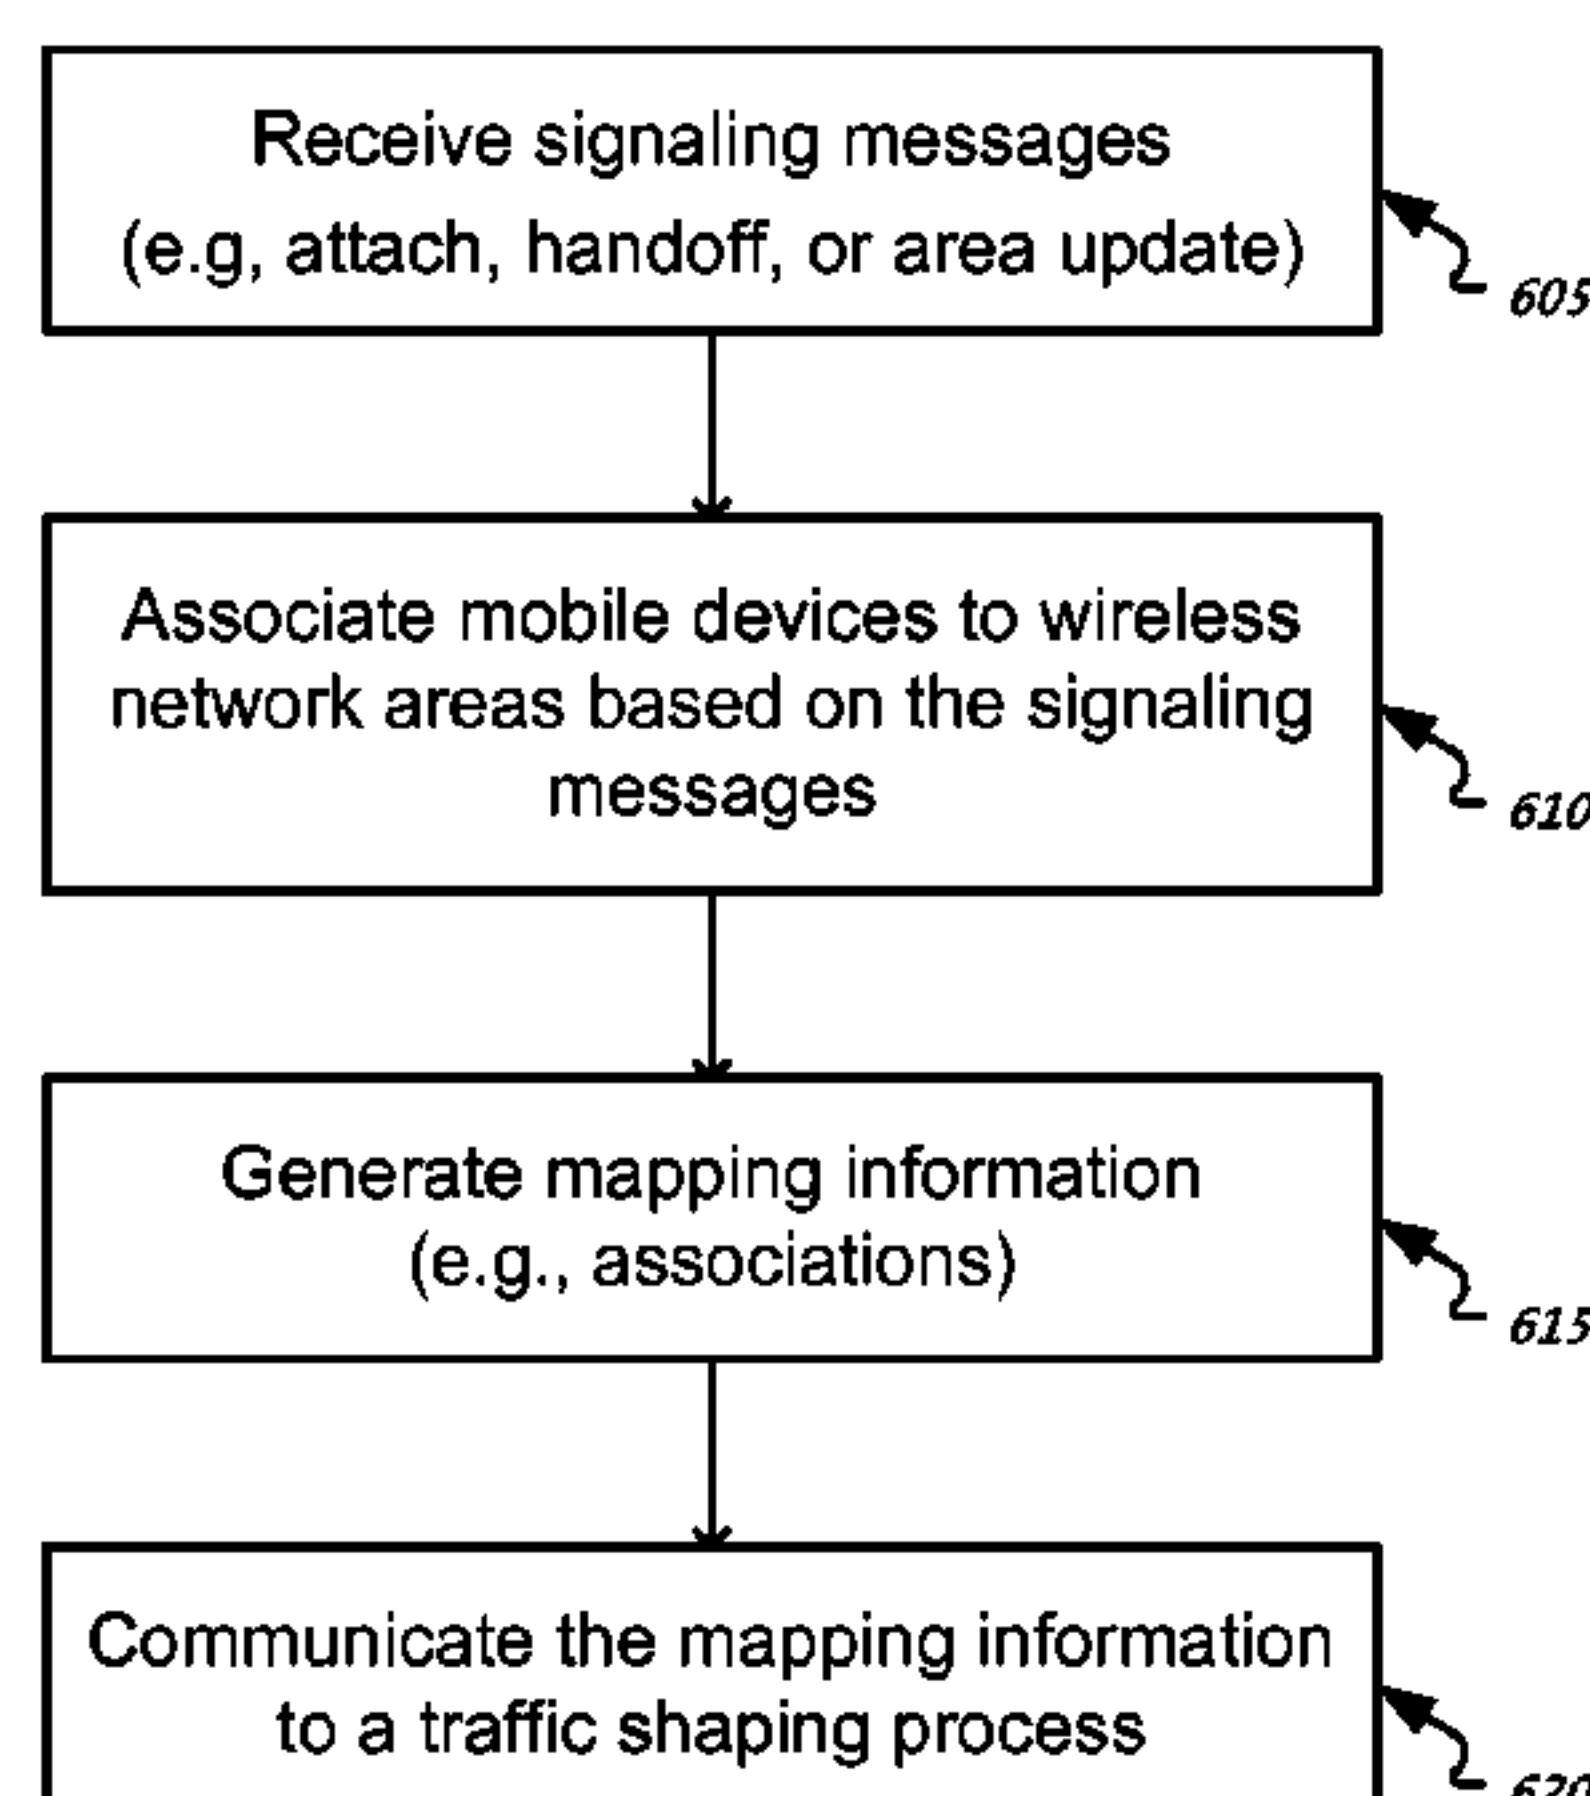 Receive signaling messages
(e.g, attach, handoff, or area update)
605
Associate mobile devices to wireless
network areas based on the signaling
messages
610
Generate mapping information
(e.g., associations)
615
Communicate the mapping information
to a traffic shaping process
620